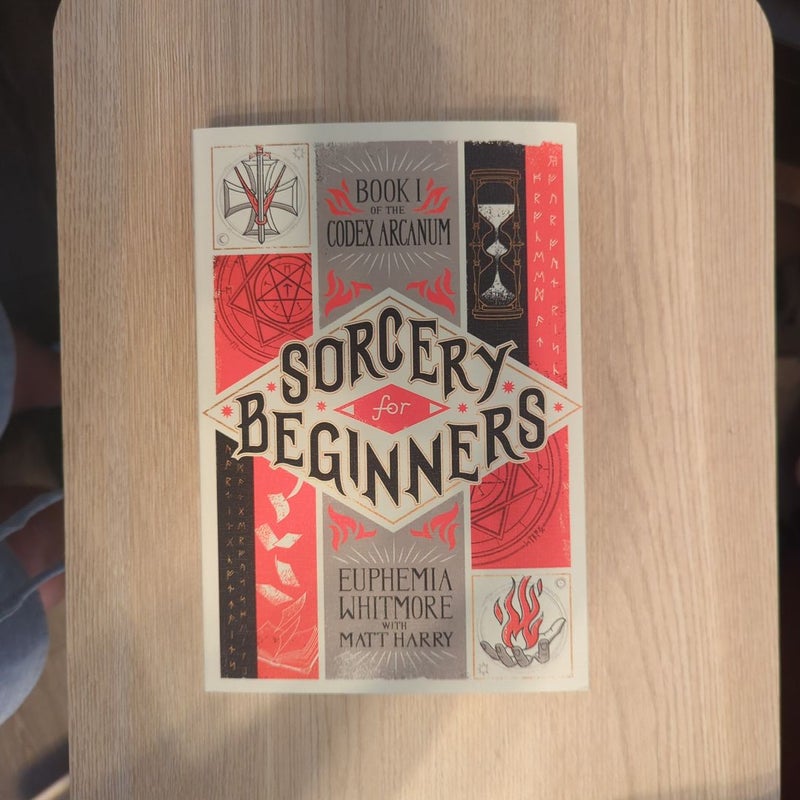 BOOK I
OF THE
CODEX ARCANUM
SORCERY
for
BEGINNERS
EUPHEMIA
WHITMORE
WITH
MATT HARRY